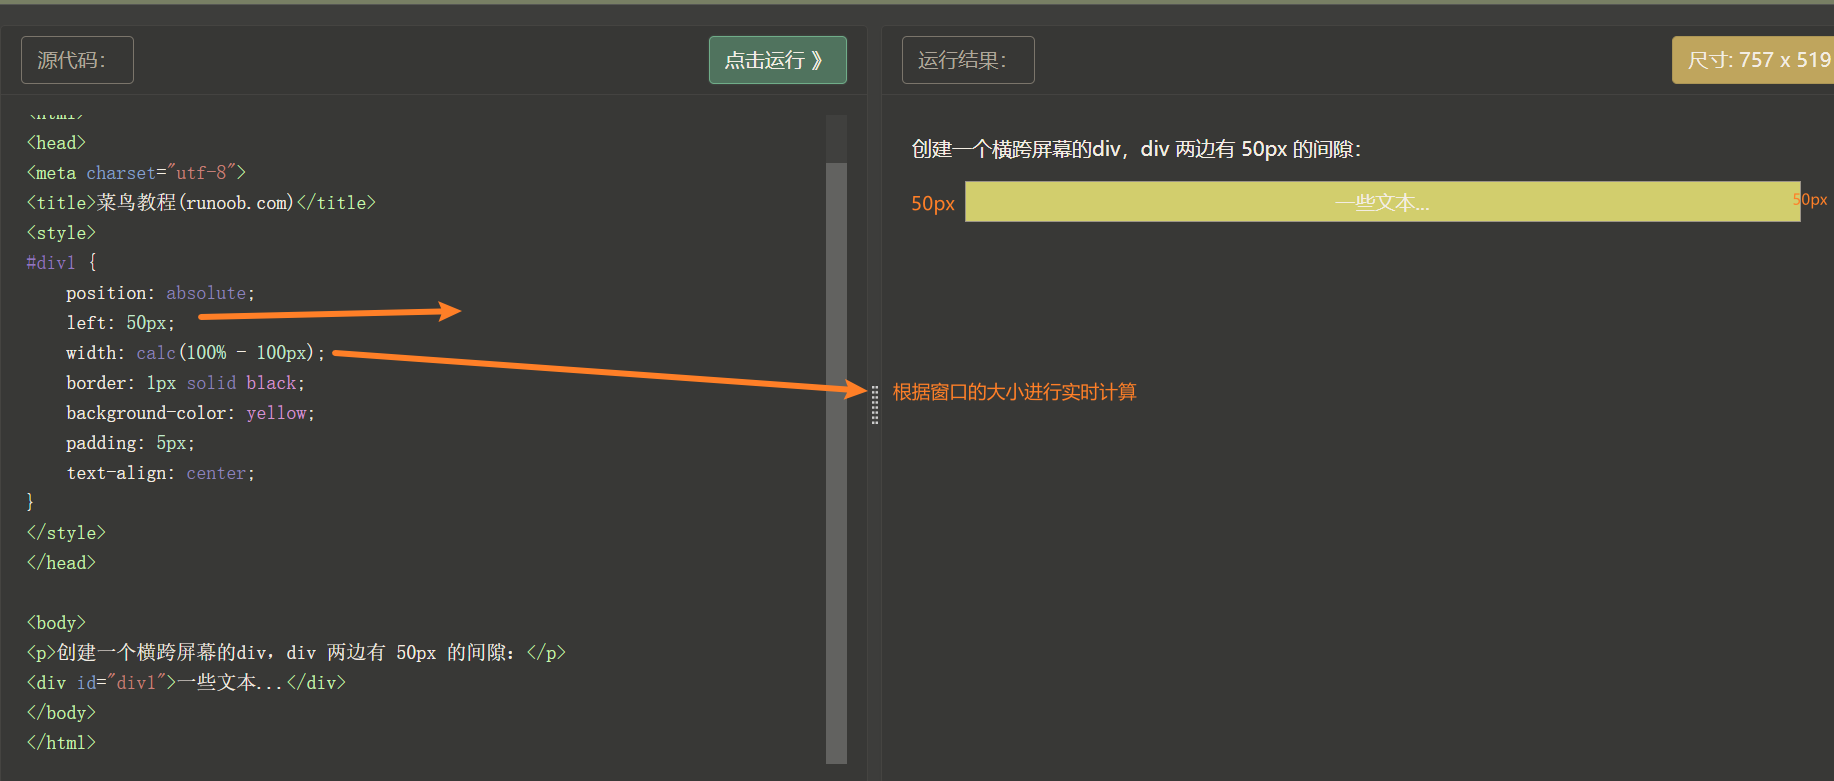 源代码：
点击运行 》
<html>
<head>
<meta charset="utf-8">
<title>菜鸟教程(runoob.com)</title>
<style>
#div1 {
    position: absolute;
    left: 50px;
    width: calc(100% - 100px);
    border: 1px solid black;
    background-color: yellow;
    padding: 5px;
    text-align: center;
}
</style>
</head>
<body>
<p>创建一个横跨屏幕的div，div 两边有 50px 的间隙：</p>
<div id="div1">一些文本...</div>
</body>
</html>
运行结果：
尺寸: 757 x 519
创建一个横跨屏幕的div，div 两边有 50px 的间隙：
50px
一些文本...
50px
根据窗口的大小进行实时计算